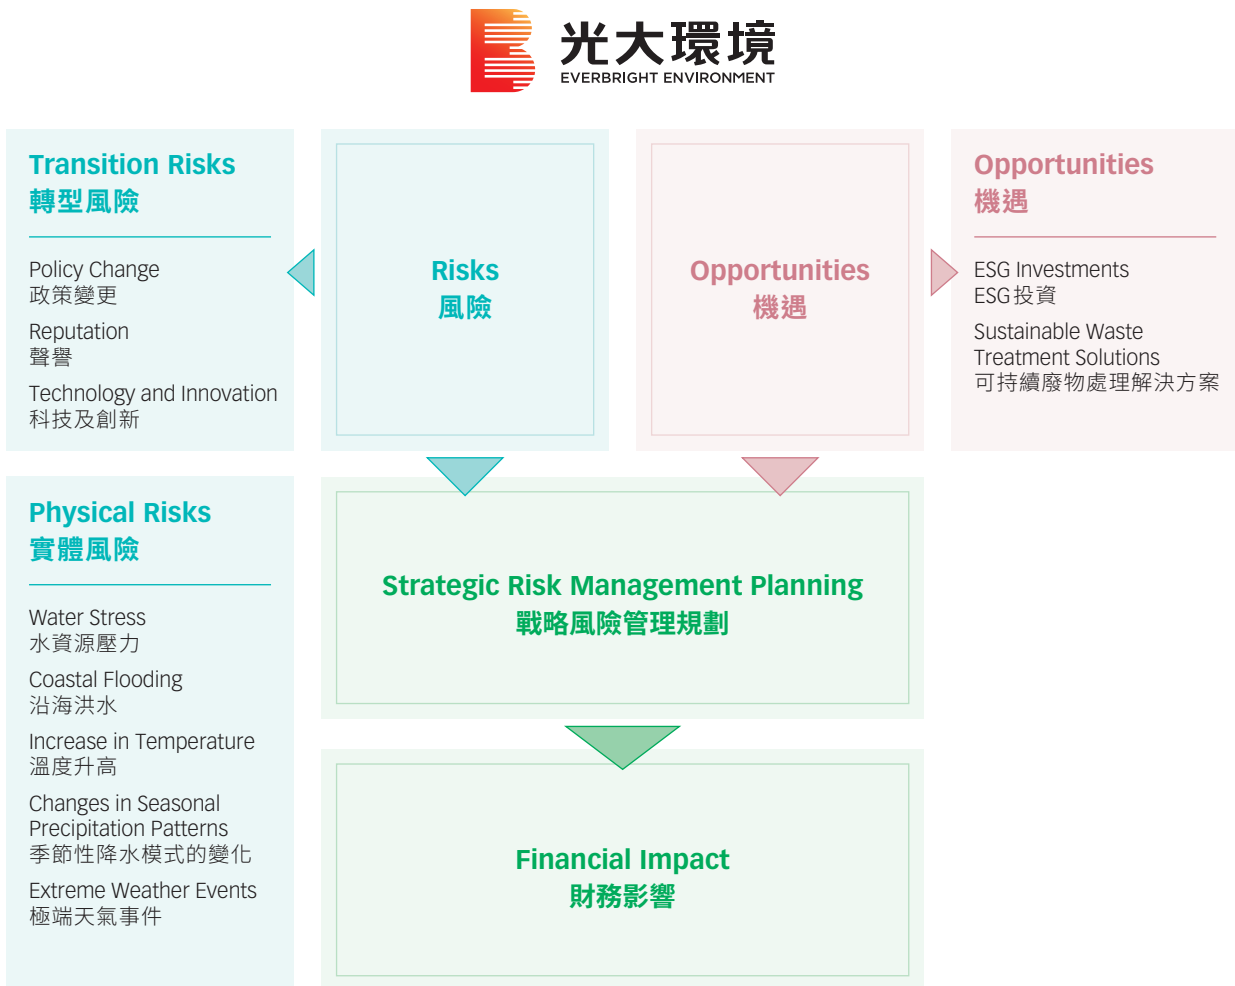 光大環境
EVERBRIGHT ENVIRONMENT
Transition Risks
轉型風險
Policy Change
政策變更
Reputation
聲譽
Technology and Innovation
科技及創新
Risks
風險
Opportunities
機遇
Opportunities
機遇
ESG Investments
ESG投資
Sustainable Waste
Treatment Solutions
可持續廢物處理解決方案
Physical Risks
實體風險
Water Stress
水資源壓力
Coastal Flooding
沿海洪水
Increase in Temperature
溫度升高
Changes in Seasonal
Precipitation Patterns
季節性降水模式的變化
Extreme Weather Events
極端天氣事件
Strategic Risk Management Planning
戰略風險管理規劃
Financial Impact
財務影響